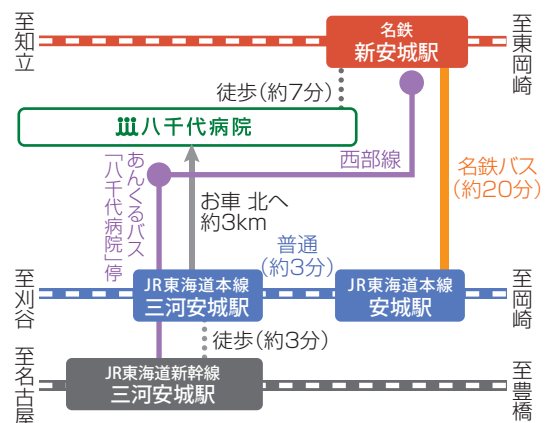 至知立
名鉄
新安城駅
至東岡崎
徒歩（約7分）
八千代病院
西部線
名鉄バス
（約20分）
あんくるバス
「八千代病院」停
お車 北へ
約3km
普通
（約3分）
至刈谷
JR東海道本線
三河安城駅
JR東海道本線
安城駅
至岡崎
徒歩（約3分）
至名古屋
JR東海道新幹線
三河安城駅
至豊橋